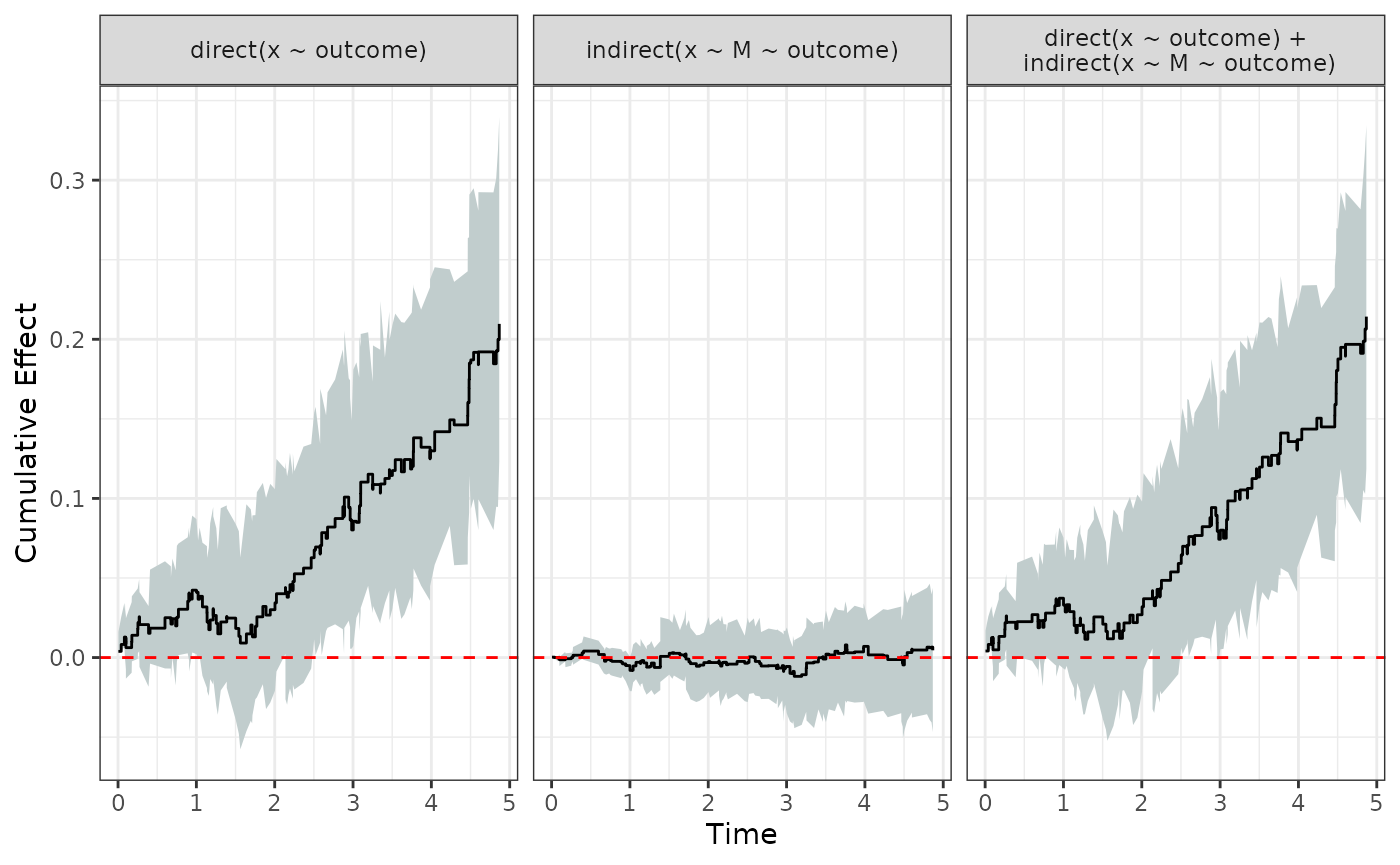 direct(x ~ outcome)
indirect(x ~ M ~ outcome)
direct(x ~ outcome) +
indirect(x ~ M ~ outcome)
Cumulative Effect
0.3
0.2
0.1
0.0
0 1 2 3 4 5
0 1 2 3 4 5
0 1 2 3 4 5
Time